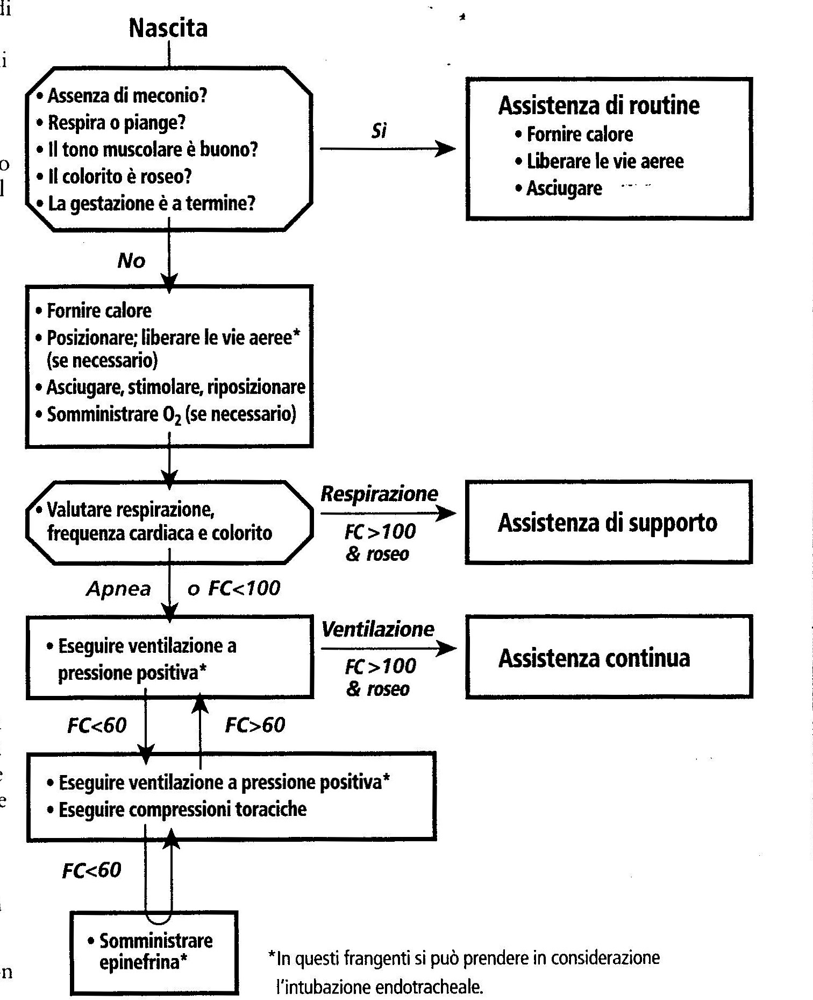 Nascita
• Assenza di meconio?
• Respira o piange?
• Il tono muscolare è buono?
• Il colorito è roseo?
• La gestazione è a termine?
Sì
Assistenza di routine
• Fornire calore
• Liberare le vie aeree
• Asciugare
No
• Fornire calore
• Posizionare; liberare le vie aeree*
(se necessario)
• Asciugare, stimolare, riposizionare
• Somministrare O₂ (se necessario)
• Valutare respirazione,
frequenza cardiaca e colorito
Respirazione
FC>100
& roseo
Assistenza di supporto
Apnea o FC<100
• Eseguire ventilazione a
pressione positiva*
Ventilazione
FC>100
& roseo
Assistenza continua
FC<60
FC>60
• Eseguire ventilazione a pressione positiva*
• Eseguire compressioni toraciche
FC<60
• Somministrare
epinefrina*
*In questi frangenti si può prendere in considerazione
l'intubazione endotracheale.